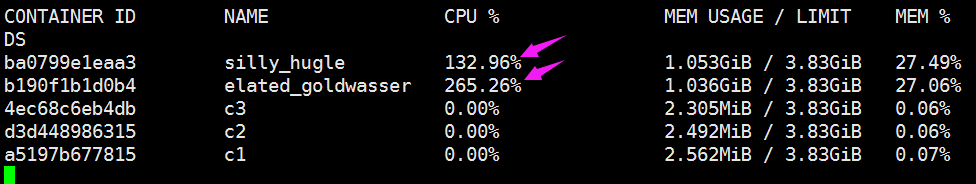 CONTAINER ID NAME CPU % MEM USAGE / LIMIT MEM %
DS
ba0799e1eaa3 silly_hugle 132.96% 1.053GiB / 3.83GiB 27.49%
b190f1b1d0b4 elated_goldwasser 265.26% 1.036GiB / 3.83GiB 27.06%
4ec68c6eb4db c3 0.00% 2.305MiB / 3.83GiB 0.06%
d3d448986315 c2 0.00% 2.492MiB / 3.83GiB 0.06%
a5197b677815 c1 0.00% 2.562MiB / 3.83GiB 0.07%